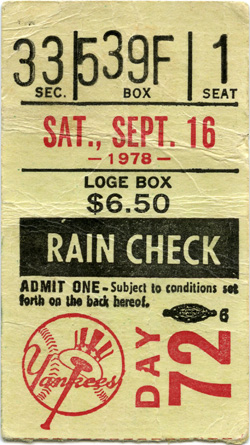 33 539F 1
SEC. BOX SEAT
SAT., SEPT. 16
—1978—
LOGE BOX
$6.50
RAIN CHECK
ADMIT ONE - Subject to conditions set
forth on the back hereof.
6
Yankees
DAY
72